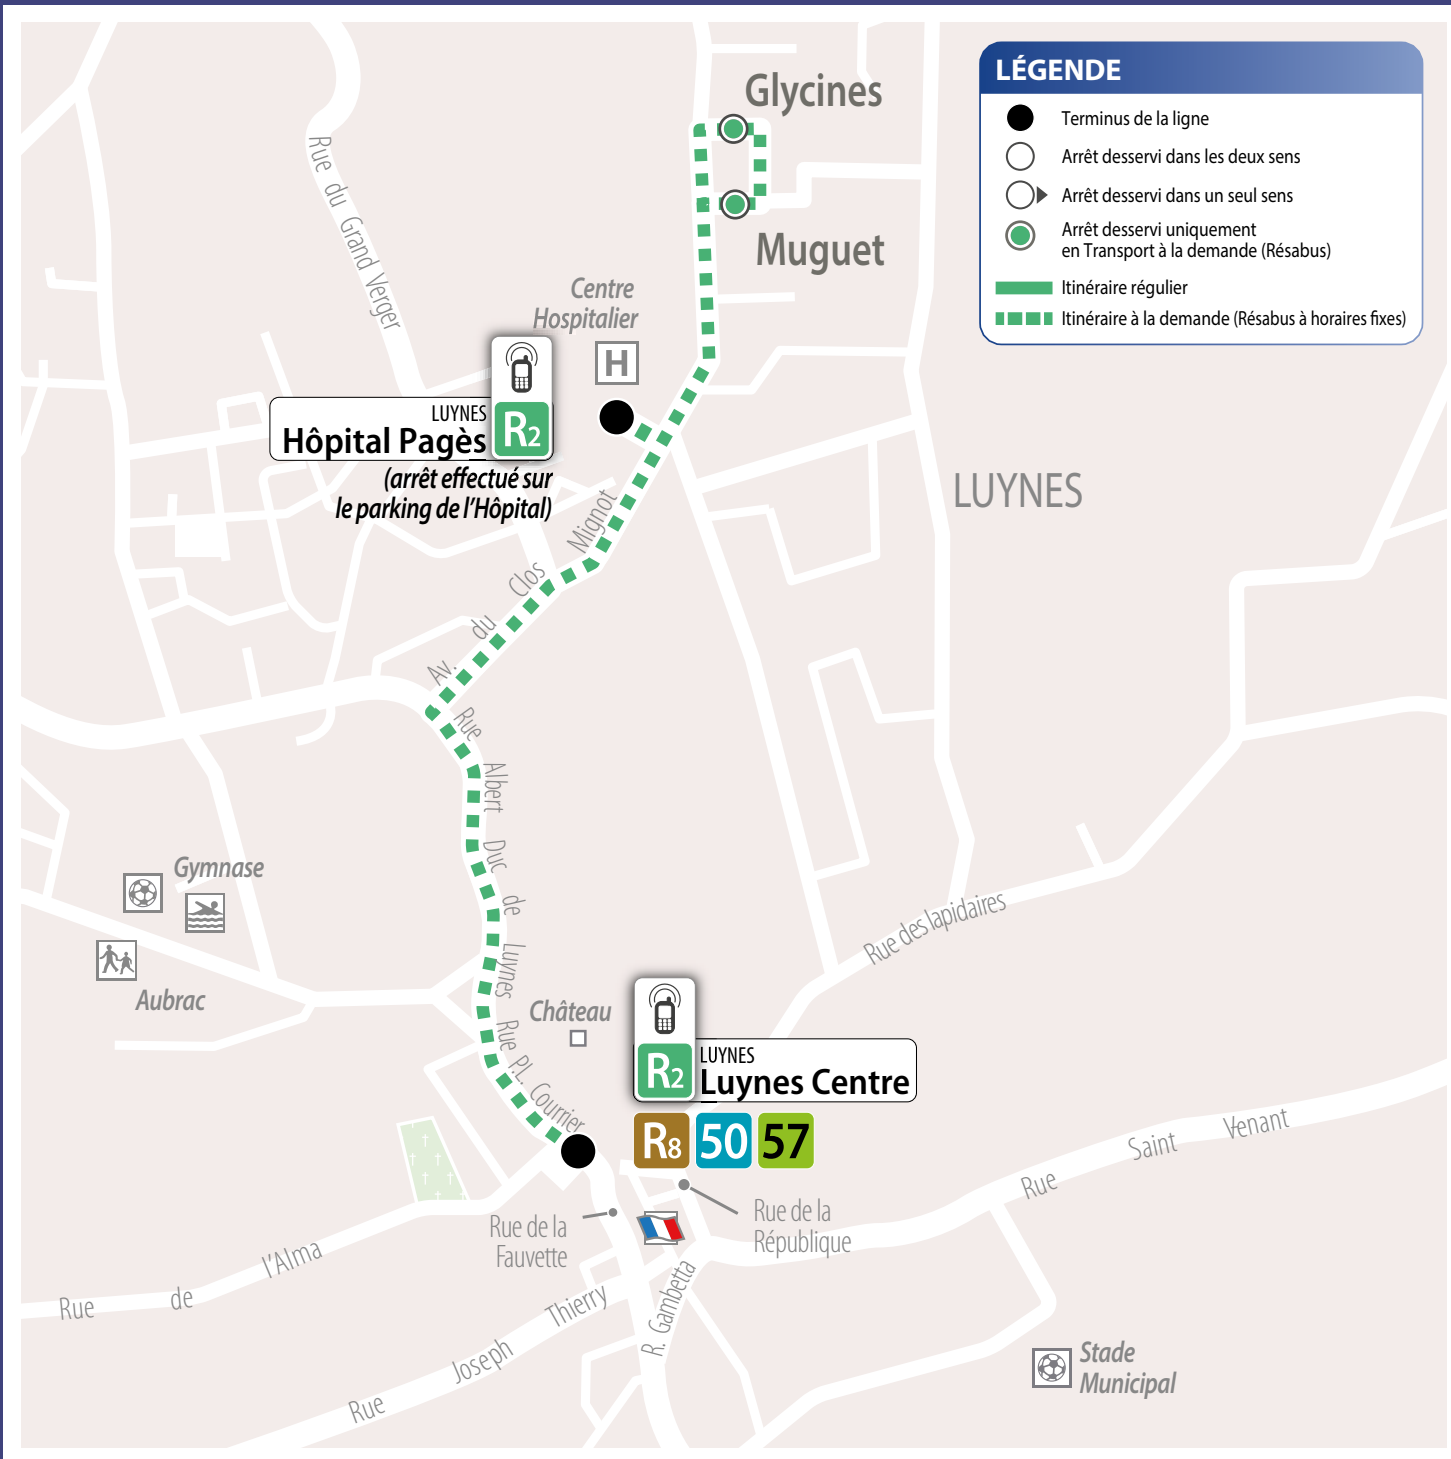 LÉGENDE
Terminus de la ligne
Arrêt desservi dans les deux sens
Arrêt desservi dans un seul sens
Arrêt desservi uniquement
en Transport à la demande (Résabus)
Itinéraire régulier
Itinéraire à la demande (Résabus à horaires fixes)
Glycines
Muguet
Rue du Grand Verger
Centre
Hospitalier
H
LUYNES
Hôpital Pagès
R2
(arrêt effectué sur
le parking de l'Hôpital)
LUYNES
Av. du Clos Mignot
Rue Albert Duc de Luynes
Gymnase
Aubrac
Rue des lapidaires
Château
Rue P.L. Courrier
R2
LUYNES
Luynes Centre
R8 50 57
Rue Saint Venant
Rue de la
Fauvette
Rue de la
République
Rue de l'Alma
Rue Joseph Thierry
R. Gambetta
Stade
Municipal